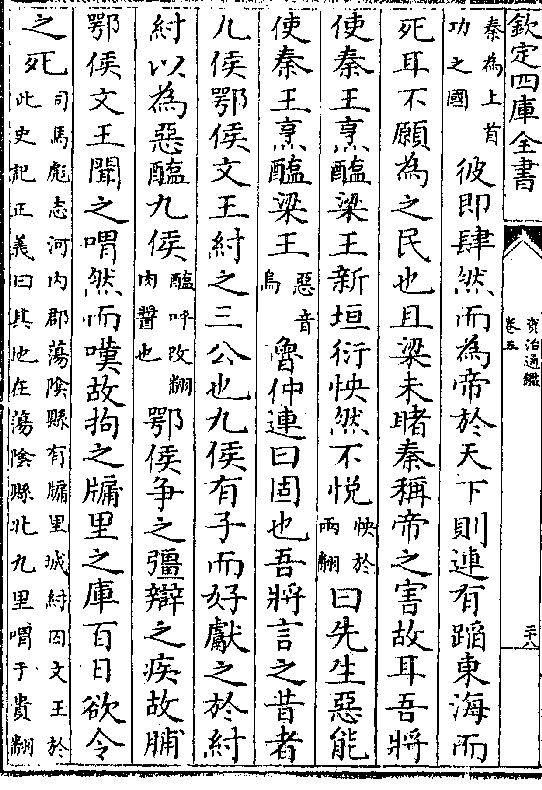 欽定四庫全書
資治通鑑
卷五
二十八
秦為上首
功之國
彼即肆然而為帝於天下則連有蹈東海而
死耳不願為之民也且梁未睹秦稱帝之害故耳吾將
使秦王烹醢梁王新垣衍怏然不悦
怏於
兩翻
曰先生惡能
使秦王烹醢梁王
惡音
烏
魯仲連曰固也吾將言之昔者
九侯鄂侯文王紂之三公也九侯有子而好獻之於紂
紂以為惡醢九侯
醢呼改翻
肉醬也
鄂侯争之彊辯之疾故脯
鄂侯文王聞之喟然而嘆故拘之牖里之庫百日欲令
之死
司馬彪志河内郡蕩陰縣有牖里城紂囚文王於
此史記正義曰其地在蕩陰縣北九里喟于貴翻